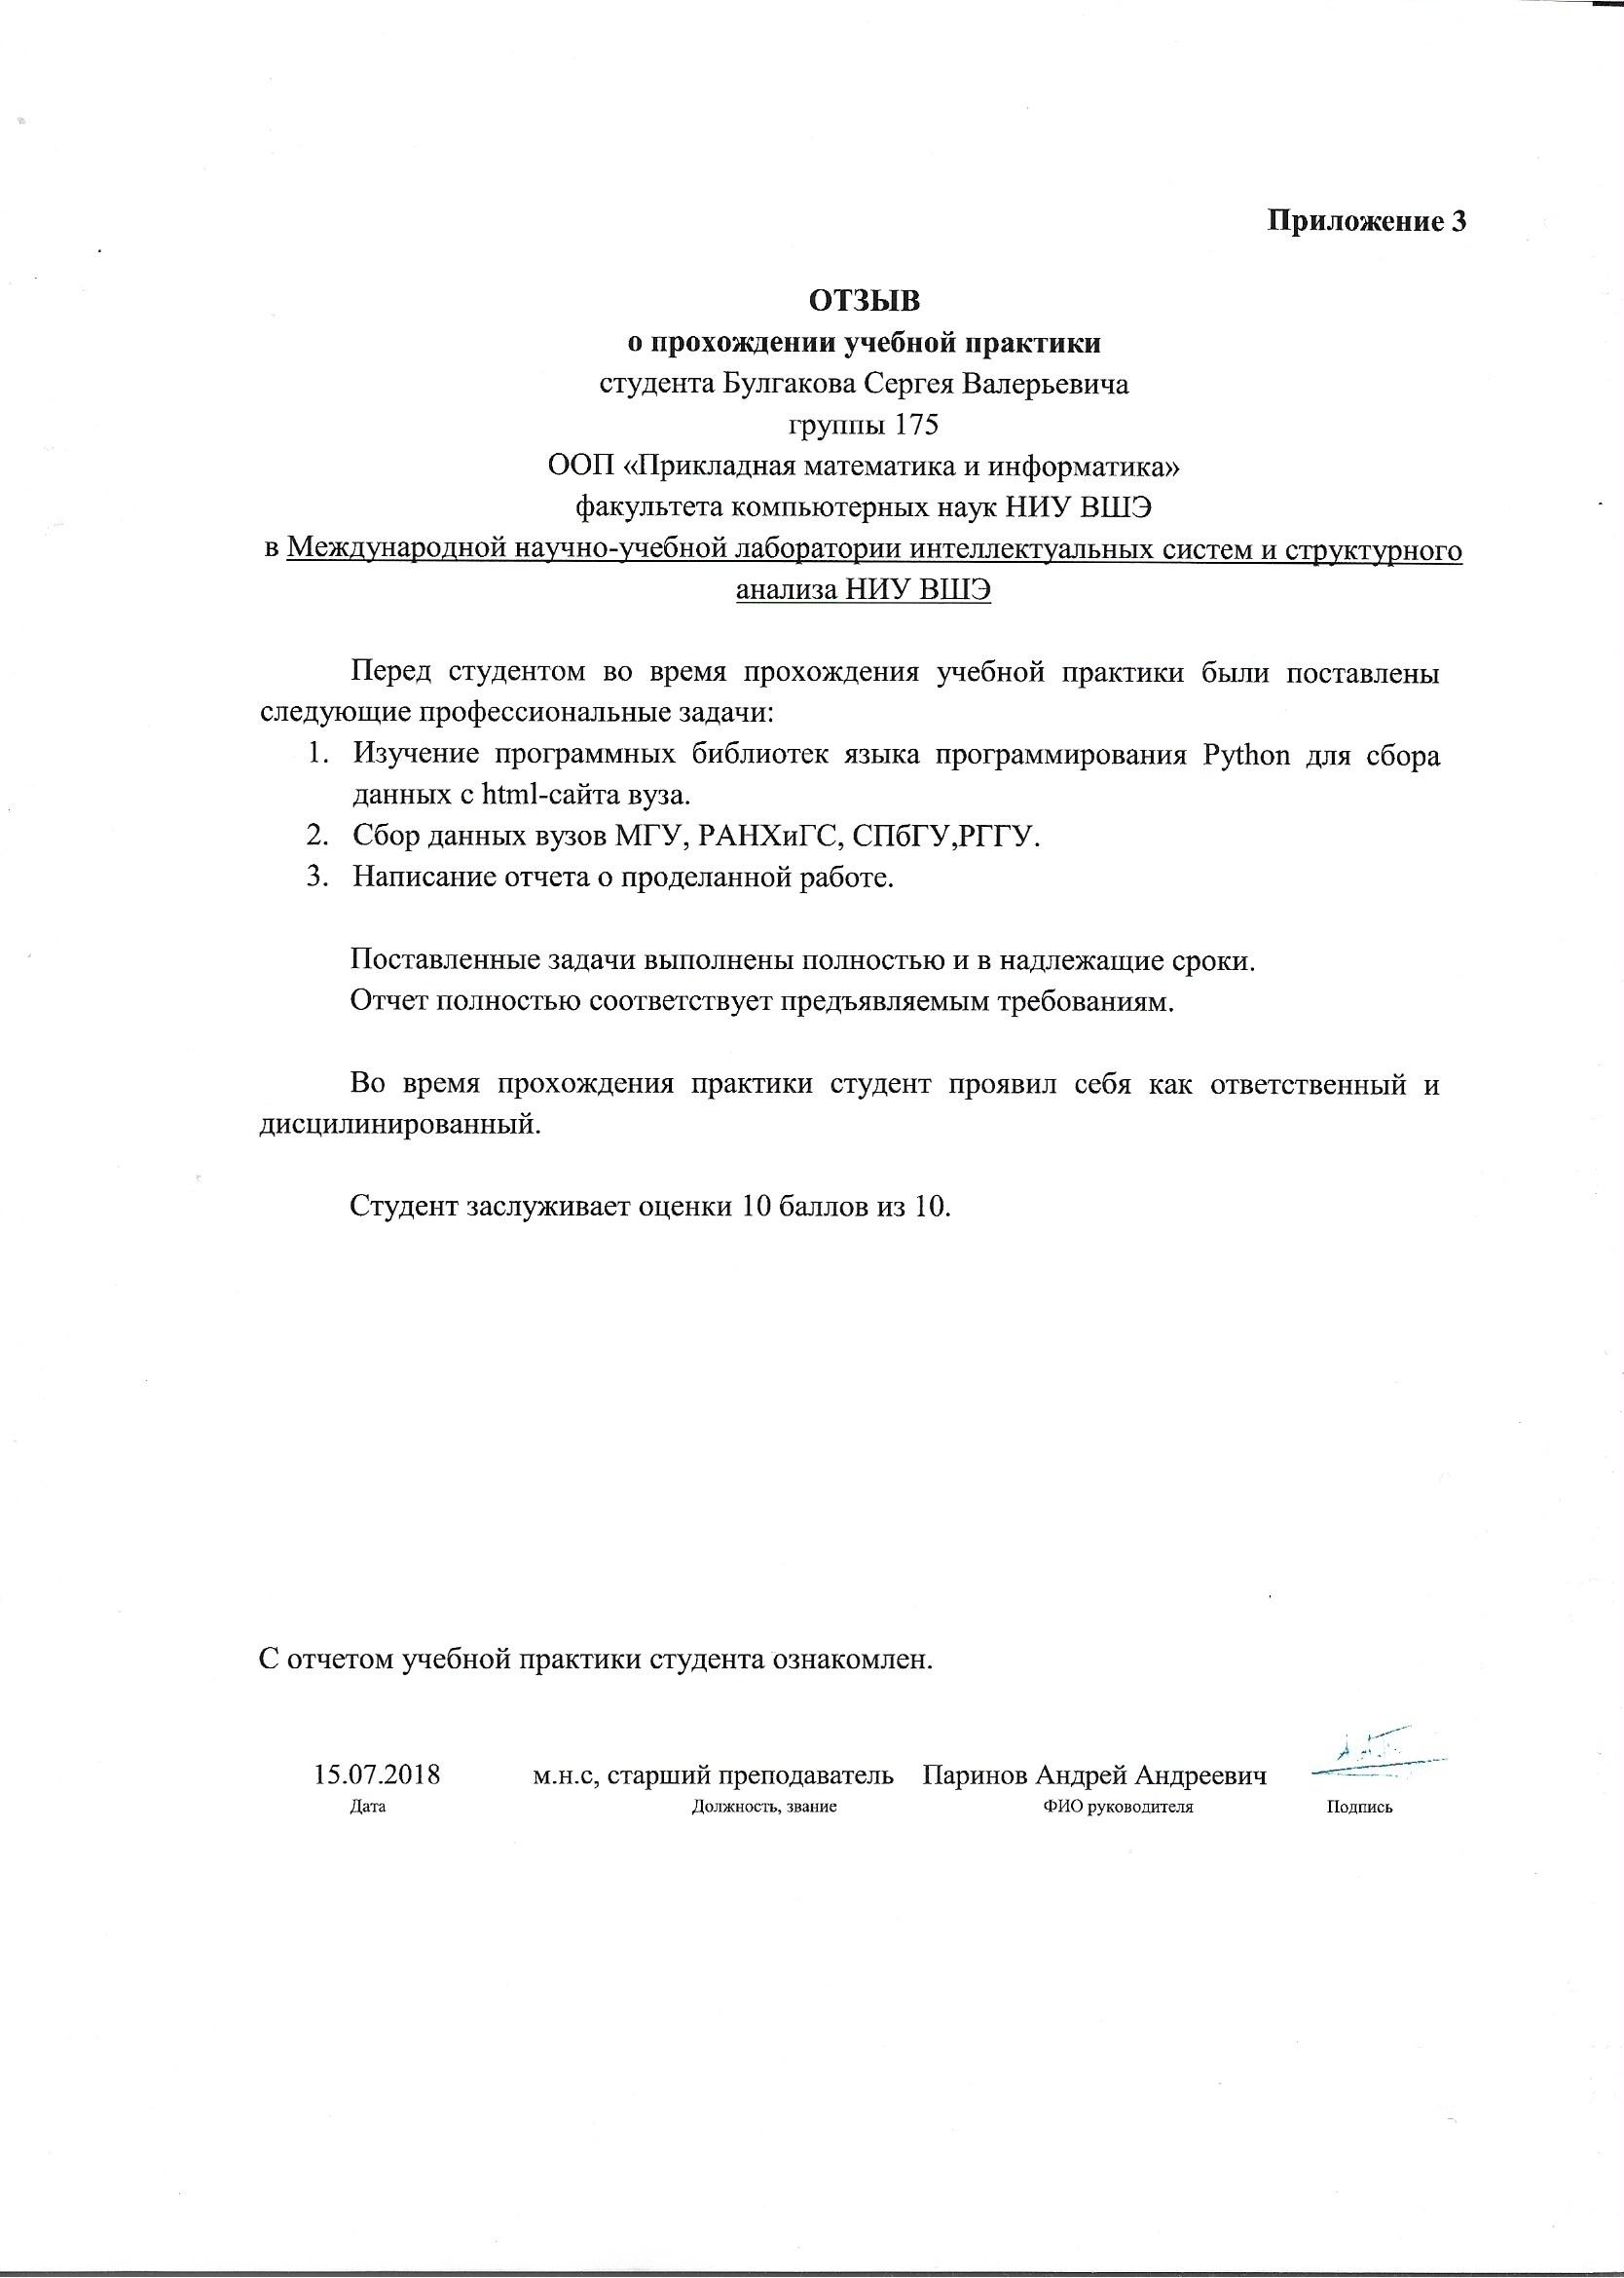 Приложение 3
ОТЗЫВ
о прохождении учебной практики
студента Булгакова Сергея Валерьевича
группы 175
ООП «Прикладная математика и информатика»
факультета компьютерных наук НИУ ВШЭ
в Международной научно-учебной лаборатории интеллектуальных систем и структурного
анализа НИУ ВШЭ
Перед студентом во время прохождения учебной практики были поставлены
следующие профессиональные задачи:
1. Изучение программных библиотек языка программирования Python для сбора
данных с html-сайта вуза.
2. Сбор данных вузов МГУ, РАНХиГС, СПбГУ,РГГУ.
3. Написание отчета о проделанной работе.
Поставленные задачи выполнены полностью и в надлежащие сроки.
Отчет полностью соответствует предъявляемым требованиям.
Во время прохождения практики студент проявил себя как ответственный и
дисцилинированный.
Студент заслуживает оценки 10 баллов из 10.
С отчетом учебной практики студента ознакомлен.
15.07.2018 м.н.с, старший преподаватель Паринов Андрей Андреевич
Дата Должность, звание ФИО руководителя Подпись